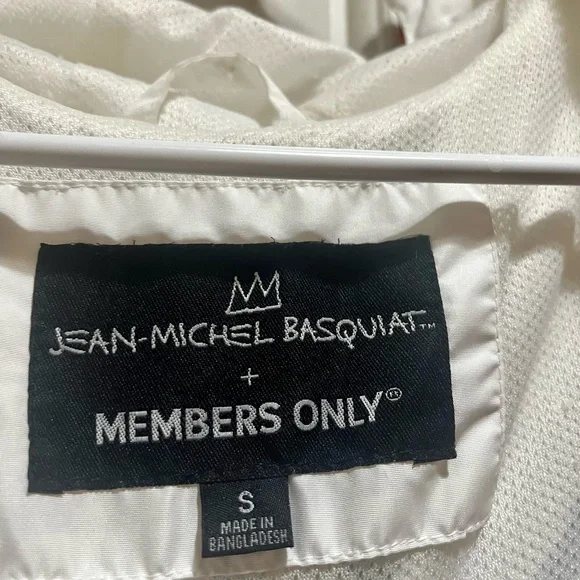 JEAN-MICHEL BASQUIAT™
+
MEMBERS ONLY®
S
MADE IN
BANGLADESH